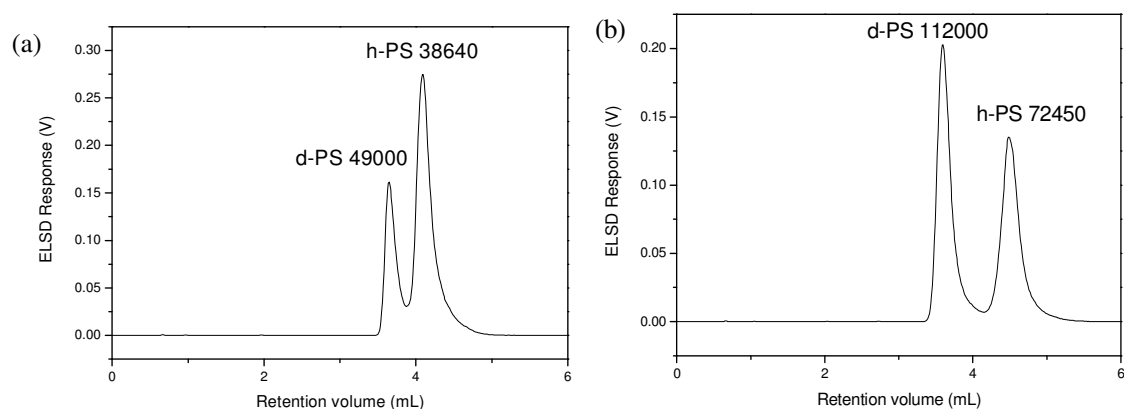 (a)
h-PS 38640
d-PS 49000
ELSD Response (V)
0.30
0.25
0.20
0.15
0.10
0.05
0.00
0
2
4
6
Retention volume (mL)
(b)
d-PS 112000
h-PS 72450
ELSD Response (V)
0.20
0.15
0.10
0.05
0.00
0
2
4
6
Retention volume (mL)